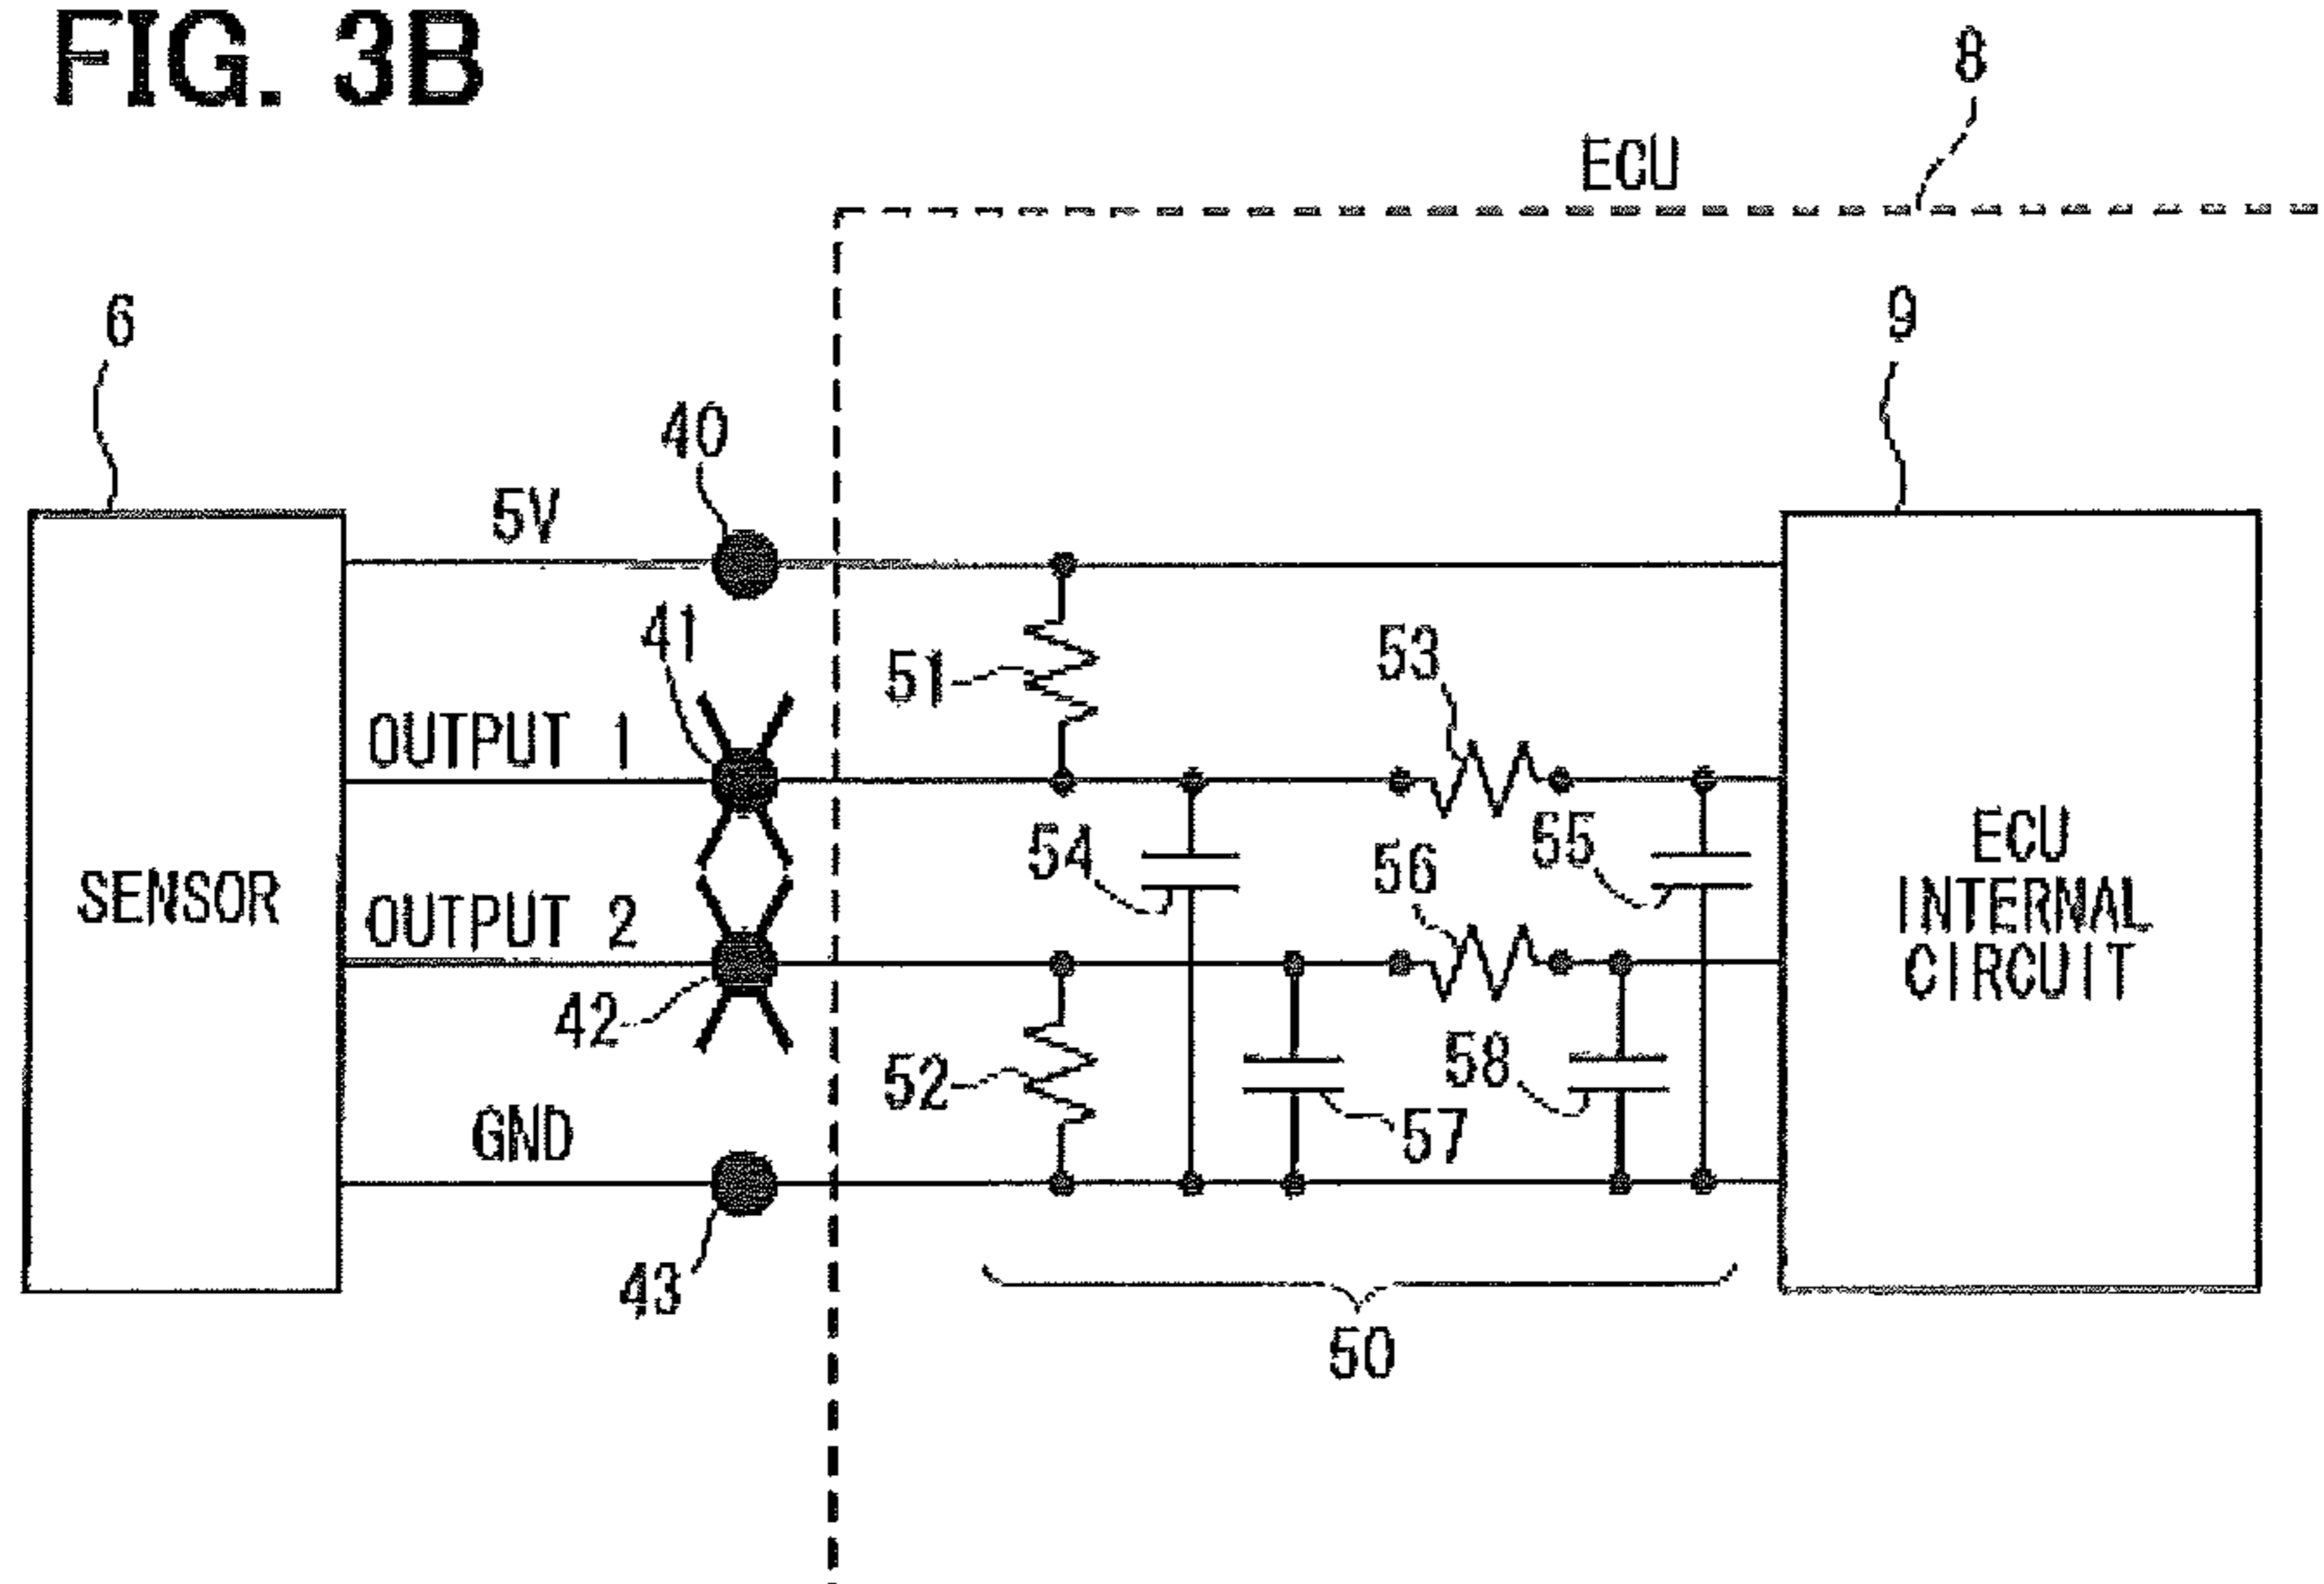 FIG. 3B
8
ECU
6
9
40
5V
41
51
53
OUTPUT 1
54
56
55
SENSOR
OUTPUT 2
ECU
INTERNAL
CIRCUIT
42
52
58
57
GND
43
50